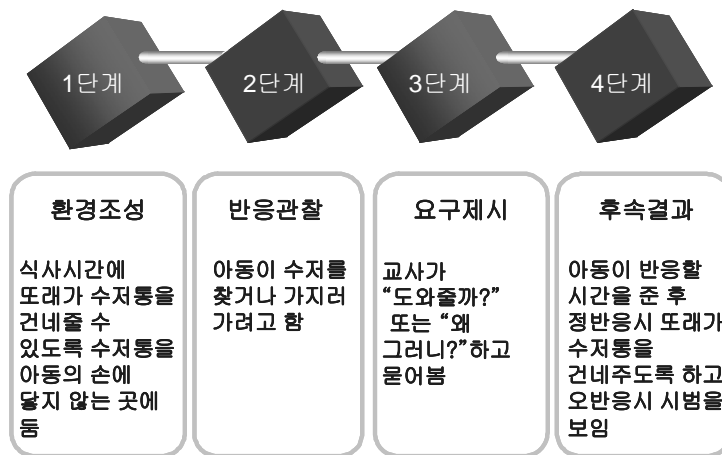 1단계
2단계
3단계
4단계
환경조성
식사시간에
또래가 수저통을
건네줄 수
있도록 수저통을
아동의 손에
닿지 않는 곳에
둠
반응관찰
아동이 수저를
찾거나 가지러
가려고 함
요구제시
교사가
“도와줄까?”
또는 “왜
그러니?”하고
묻어봄
후속결과
아동이 반응할
시간을 준 후
정반응시 또래가
수저통을
건네주도록 하고
오반응시 시범을
보임